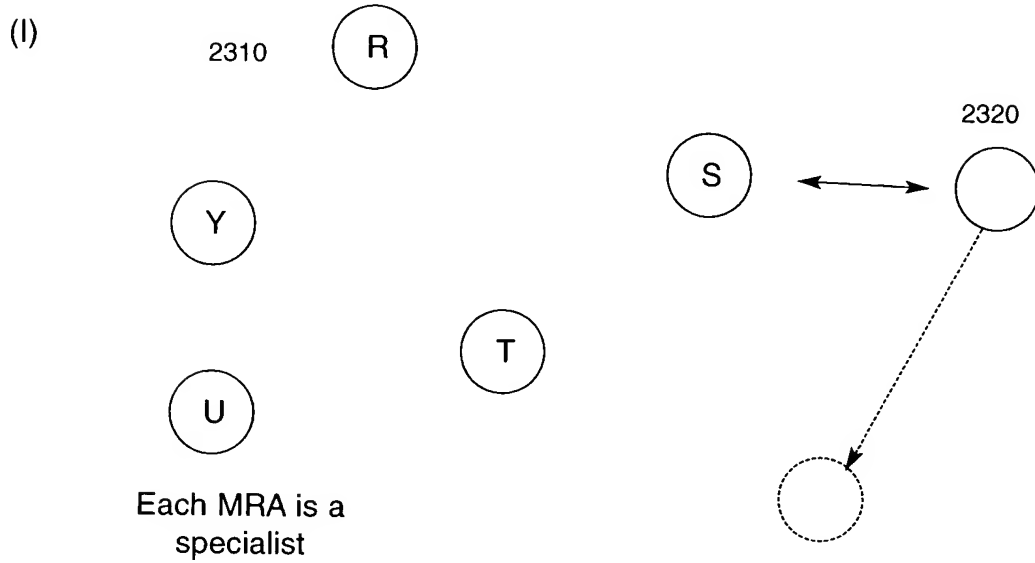 (I)
2310
R
2320
S
Y
T
U
Each MRA is a
specialist